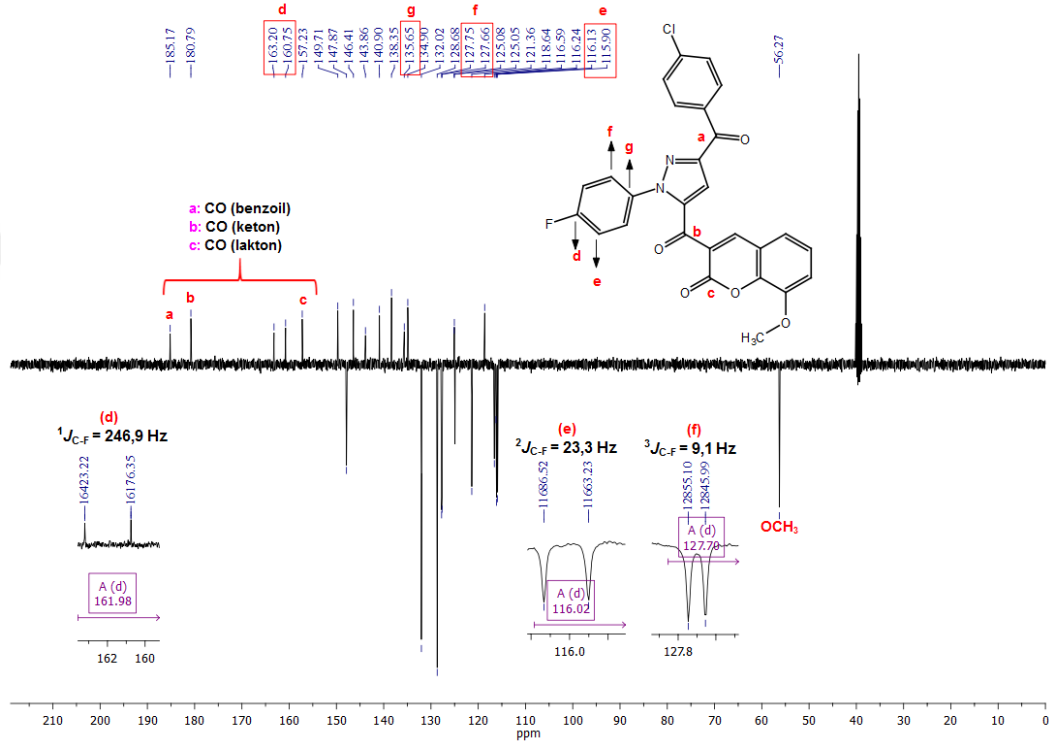 d
g
f
e
185.17
180.79
163.20
160.75
157.23
149.71
147.87
146.41
143.86
140.90
138.35
135.65
134.90
132.02
128.68
127.75
127.66
125.08
125.05
121.36
118.64
116.59
116.24
116.13
115.90
56.27
Cl
a
O
f
g
N
N
F
d
e
b
O
c
O
O
O
H₃C
a: CO (benzoil)
b: CO (keton)
c: CO (lakton)
a
b
c
(d)
¹J_C-F = 246,9 Hz
16423.22
16176.35
A (d)
161.98
162 160
(e)
²J_C-F = 23,3 Hz
11686.52
11663.23
A (d)
116.02
116.0
(f)
³J_C-F = 9,1 Hz
12855.10
12845.99
A (d)
127.70
127.8
OCH₃
210 200 190 180 170 160 150 140 130 120 110 100 90 80 70 60 50 40 30 20 10 0
ppm